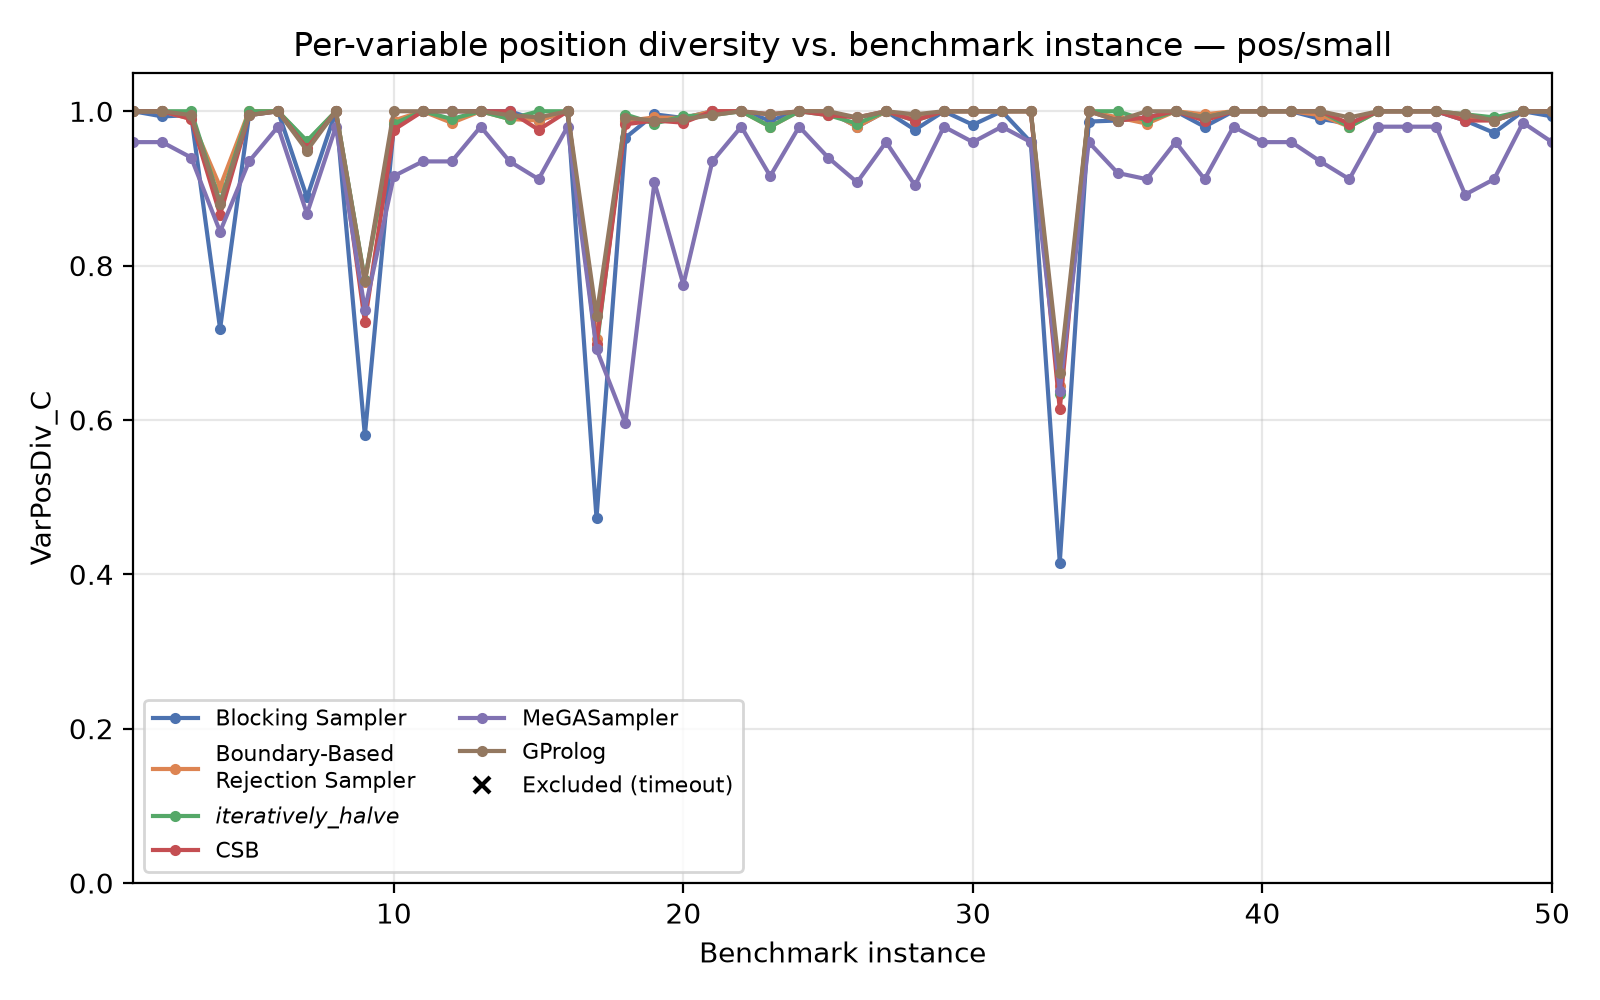 Per-variable position diversity vs. benchmark instance — pos/small
VarPosDiv_C
1.0
0.8
0.6
0.4
0.2
0.0
10
20
30
40
50
Benchmark instance
Blocking Sampler
Boundary-Based
Rejection Sampler
iteratively_halve
CSB
MeGASampler
GProlog
Excluded (timeout)